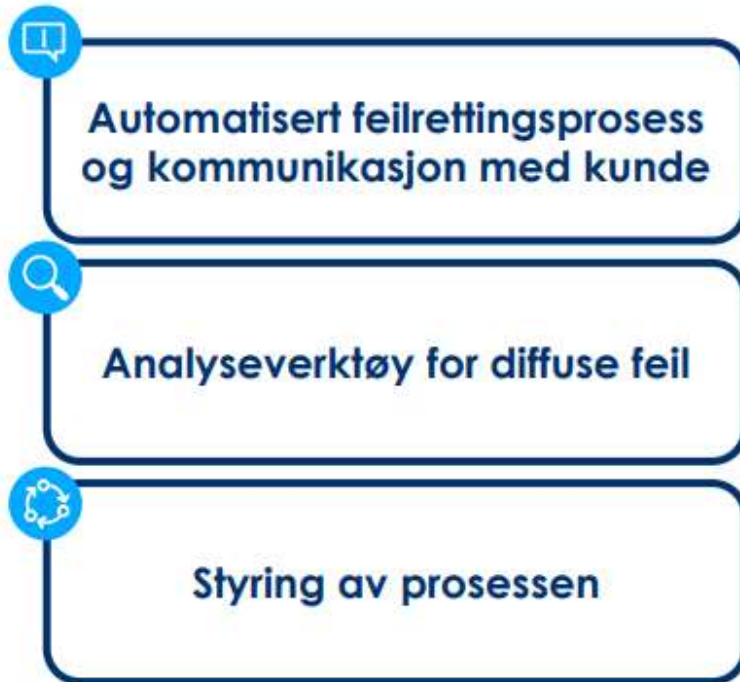 Automatisert feilrettingsprosess
og kommunikasjon med kunde
Analyseverktøy for diffuse feil
Styring av prosessen